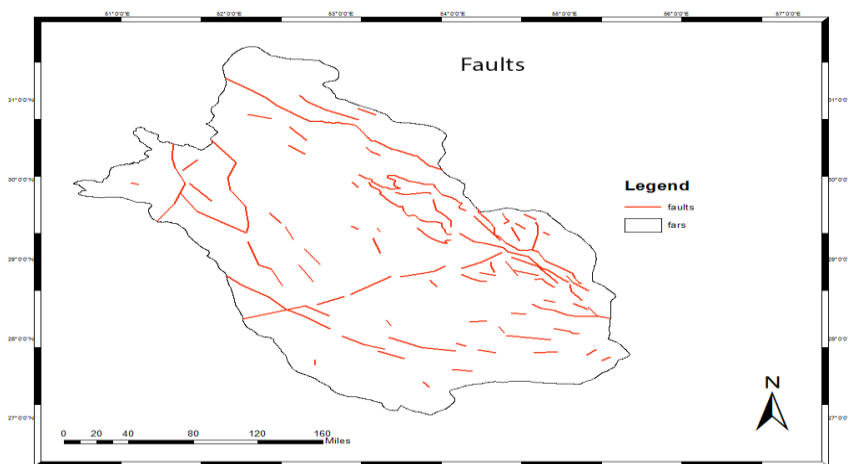 51°0'0"E 52°0'0"E 53°0'0"E 54°0'0"E 55°0'0"E 56°0'0"E 57°0'0"E
Faults
31°0'0"N 31°0'0"N
30°0'0"N 30°0'0"N
Legend
faults
fars
29°0'0"N 29°0'0"N
28°0'0"N 28°0'0"N
N
27°0'0"N 27°0'0"N
0 20 40 80 120 160
Miles